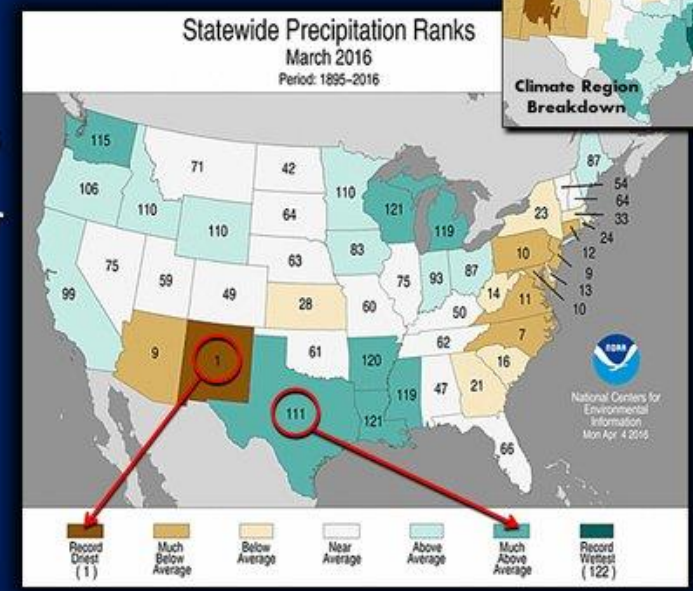 Statewide Precipitation Ranks
March 2016
Period: 1895–2016
Climate Region
Breakdown
115
71
42
110
87
106
110
64
121
119
23
54
64
33
24
110
63
83
10
12
9
13
10
99
75
59
49
28
60
75
93
87
14
11
50
7
9
1
61
120
62
16
111
121
119
47
21
66
NOAA
National Centers for
Environmental
Information
Mon Apr 4 2016
Record
Driest
(1)
Much
Below
Average
Below
Average
Near
Average
Above
Average
Much
Above
Average
Record
Wettest
(122)